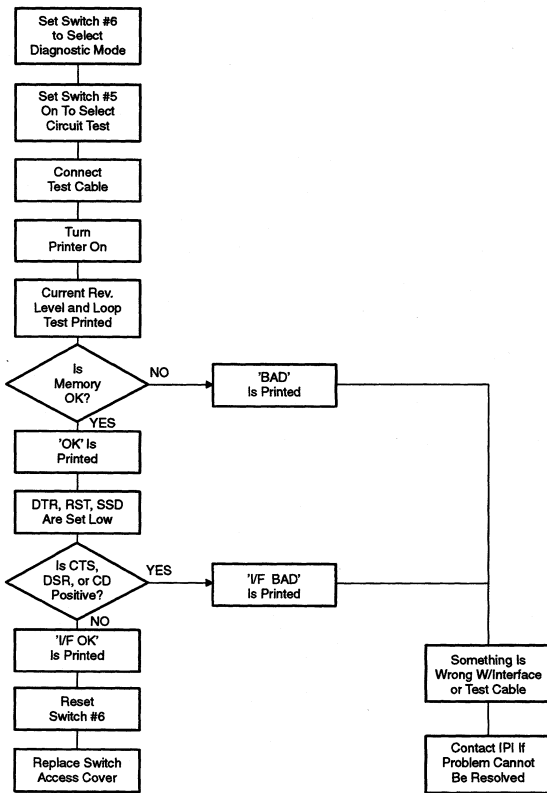 Set Switch #6
to Select
Diagnostic Mode
Set Switch #5
On To Select
Circuit Test
Connect
Test Cable
Turn
Printer On
Current Rev.
Level and Loop
Test Printed
Is
Memory
OK?
NO
'BAD'
Is Printed
YES
'OK' Is
Printed
DTR, RST, SSD
Are Set Low
Is CTS,
DSR, or CD
Positive?
YES
'I/F BAD'
Is Printed
NO
'I/F OK'
Is Printed
Something Is
Wrong W/Interface
or Test Cable
Reset
Switch #6
Replace Switch
Access Cover
Contact IPI If
Problem Cannot
Be Resolved